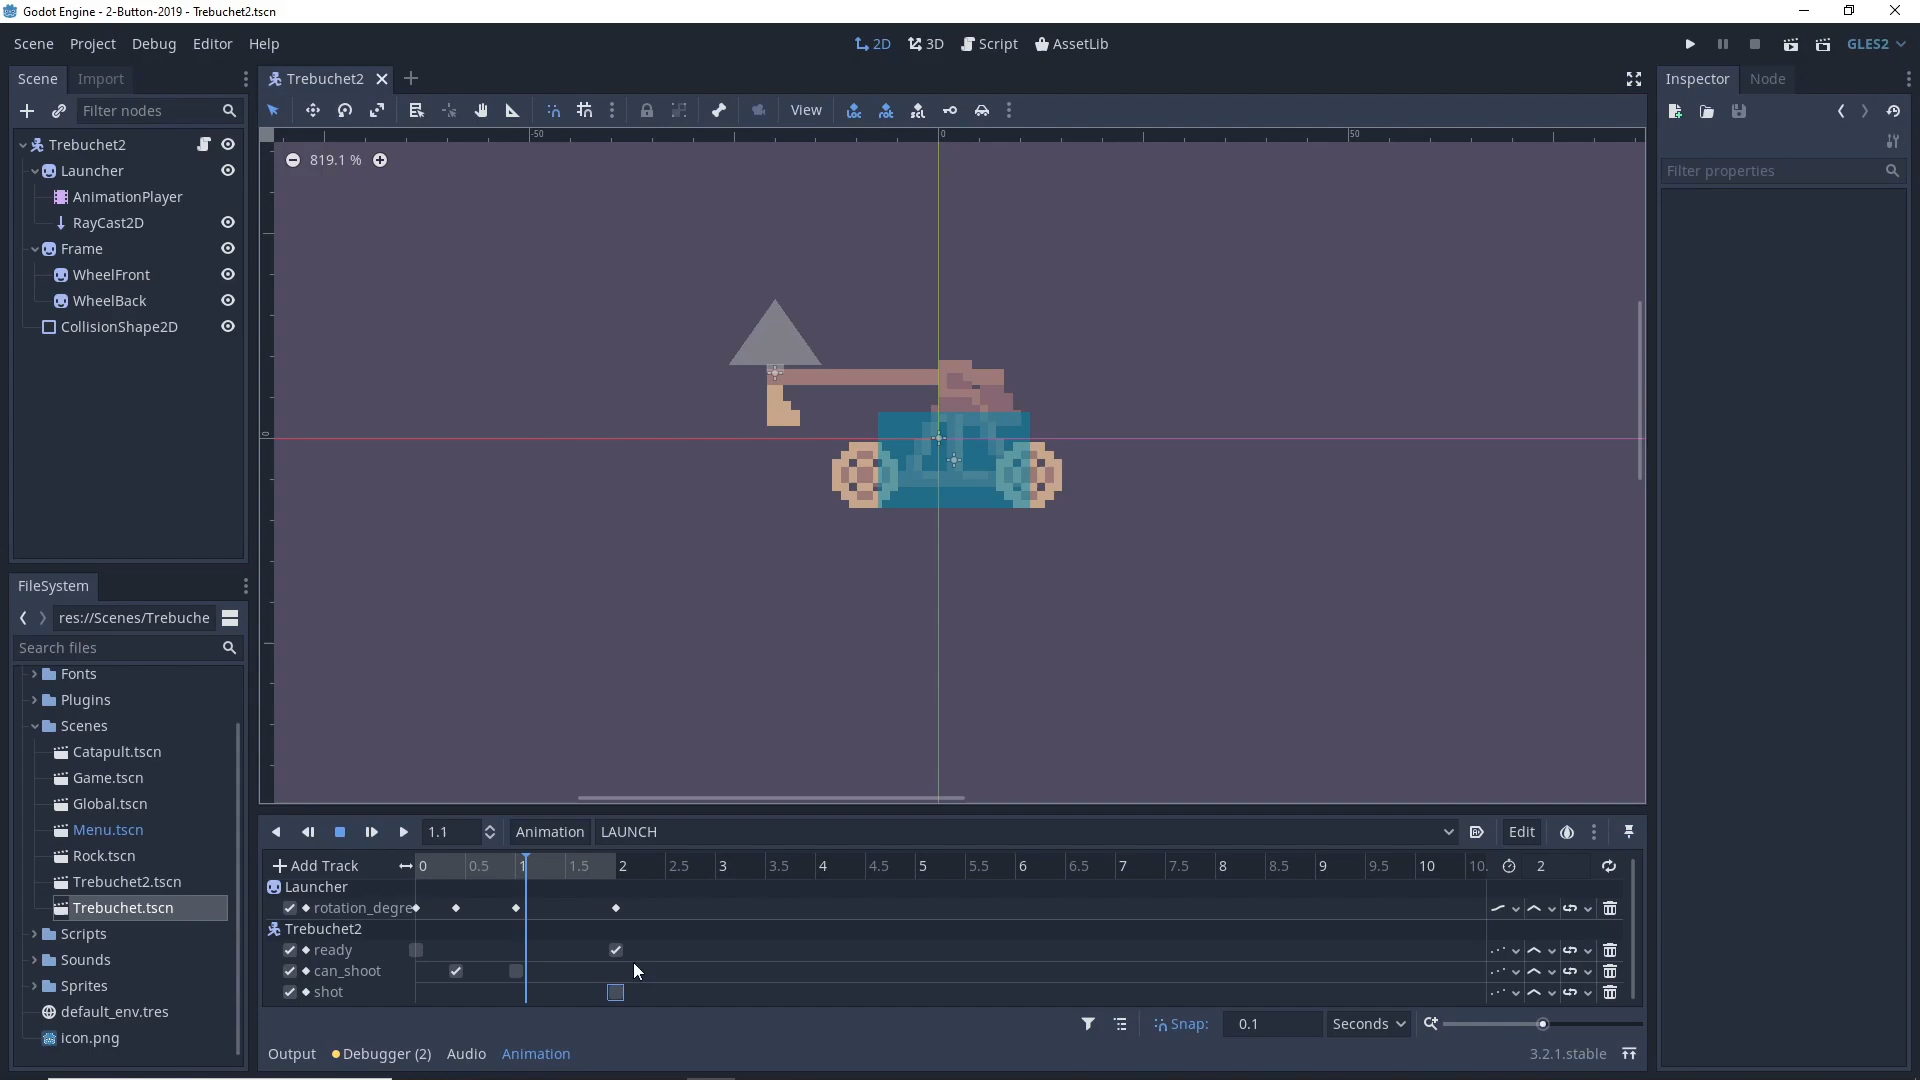 Godot Engine - 2-Button-2019 - Trebuchet2.tscn
Scene Project Debug Editor Help
2D 3D Script AssetLib
GLES2
Scene Import
Filter nodes
Trebuchet2
Launcher
AnimationPlayer
RayCast2D
Frame
WheelFront
WheelBack
CollisionShape2D
FileSystem
res://Scenes/Trebuche
Search files
Fonts
Plugins
Scenes
Catapult.tscn
Game.tscn
Global.tscn
Menu.tscn
Rock.tscn
Trebuchet2.tscn
Trebuchet.tscn
Scripts
Sounds
Sprites
default_env.tres
icon.png
Trebuchet2
View
-50 0 50
0
819.1 %
1.1 Animation LAUNCH Edit
Add Track 0 0.5 1 1.5 2 2.5 3 3.5 4 4.5 5 5.5 6 6.5 7 7.5 8 8.5 9 9.5 10 10. 2
Launcher
rotation_degre
Trebuchet2
ready
can_shoot
shot
Snap: 0.1 Seconds
Output Debugger (2) Audio Animation 3.2.1.stable
Inspector Node
Filter properties